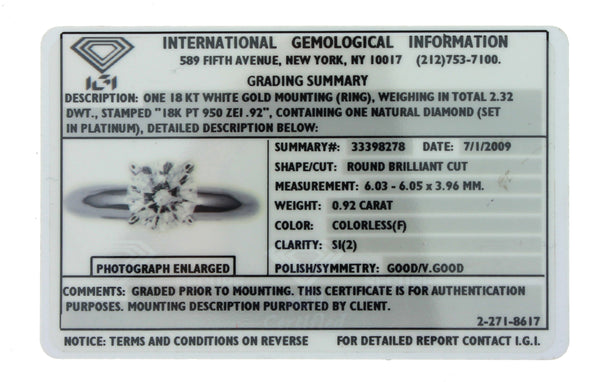 INTERNATIONAL GEMOLOGICAL INFORMATION
589 FIFTH AVENUE, NEW YORK, NY 10017 (212)753-7100.
IGI
GRADING SUMMARY
DESCRIPTION: ONE 18 KT WHITE GOLD MOUNTING (RING), WEIGHING IN TOTAL 2.32
DWT., STAMPED "18K PT 950 ZEI .92", CONTAINING ONE NATURAL DIAMOND (SET
IN PLATINUM), DETAILED DESCRIPTION BELOW:
SUMMARY#: 33398278 DATE: 7/1/2009
SHAPE/CUT: ROUND BRILLIANT CUT
MEASUREMENT: 6.03 - 6.05 x 3.96 MM.
WEIGHT: 0.92 CARAT
COLOR: COLORLESS(F)
CLARITY: SI(2)
POLISH/SYMMETRY: GOOD/V.GOOD
PHOTOGRAPH ENLARGED
COMMENTS: GRADED PRIOR TO MOUNTING. THIS CERTIFICATE IS FOR AUTHENTICATION
PURPOSES. MOUNTING DESCRIPTION PURPORTED BY CLIENT.
2-271-8617
NOTICE: TERMS AND CONDITIONS ON REVERSE FOR DETAILED REPORT CONTACT I.G.I.